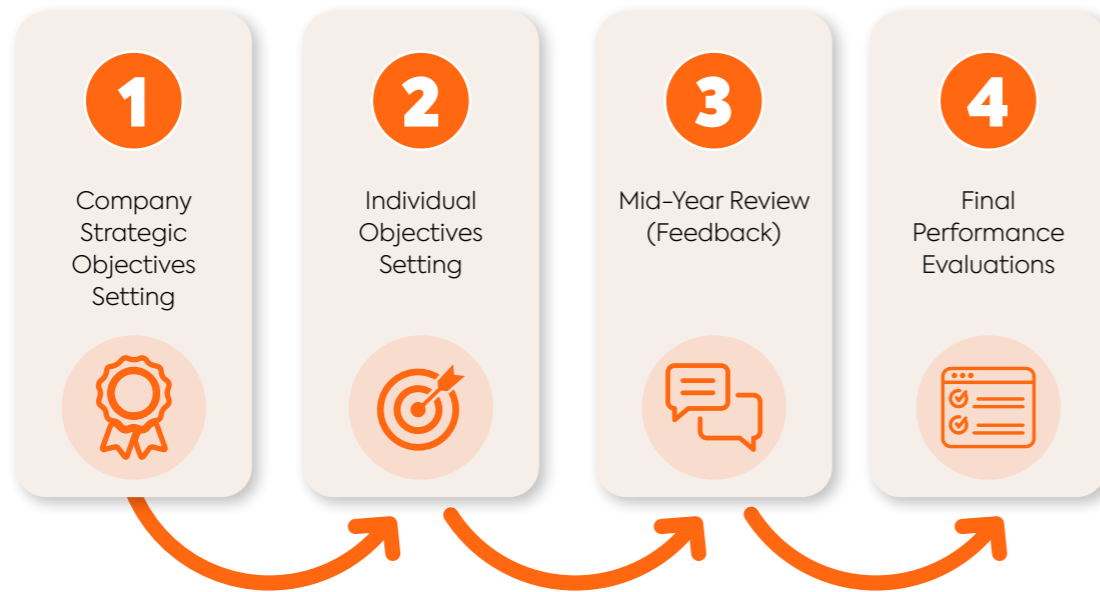 1
Company
Strategic
Objectives
Setting
2
Individual
Objectives
Setting
3
Mid-Year Review
(Feedback)
4
Final
Performance
Evaluations